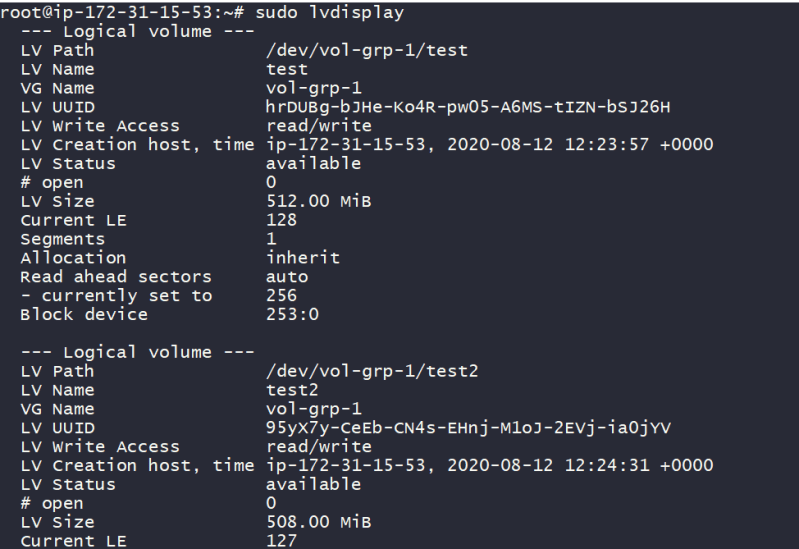 root@ip-172-31-15-53:~# sudo lvdisplay
--- Logical volume ---
LV Path /dev/vol-grp-1/test
LV Name test
VG Name vol-grp-1
LV UUID hrDUBg-bJHe-Ko4R-pwO5-A6MS-tIZN-bSJ26H
LV Write Access read/write
LV Creation host, time ip-172-31-15-53, 2020-08-12 12:23:57 +0000
LV Status available
# open 0
LV Size 512.00 MiB
Current LE 128
Segments 1
Allocation inherit
Read ahead sectors auto
- currently set to 256
Block device 253:0
--- Logical volume ---
LV Path /dev/vol-grp-1/test2
LV Name test2
VG Name vol-grp-1
LV UUID 95yX7y-CeEb-CN4s-EHnj-M1oJ-2EVj-ia0jYV
LV Write Access read/write
LV Creation host, time ip-172-31-15-53, 2020-08-12 12:24:31 +0000
LV Status available
# open 0
LV Size 508.00 MiB
Current LE 127